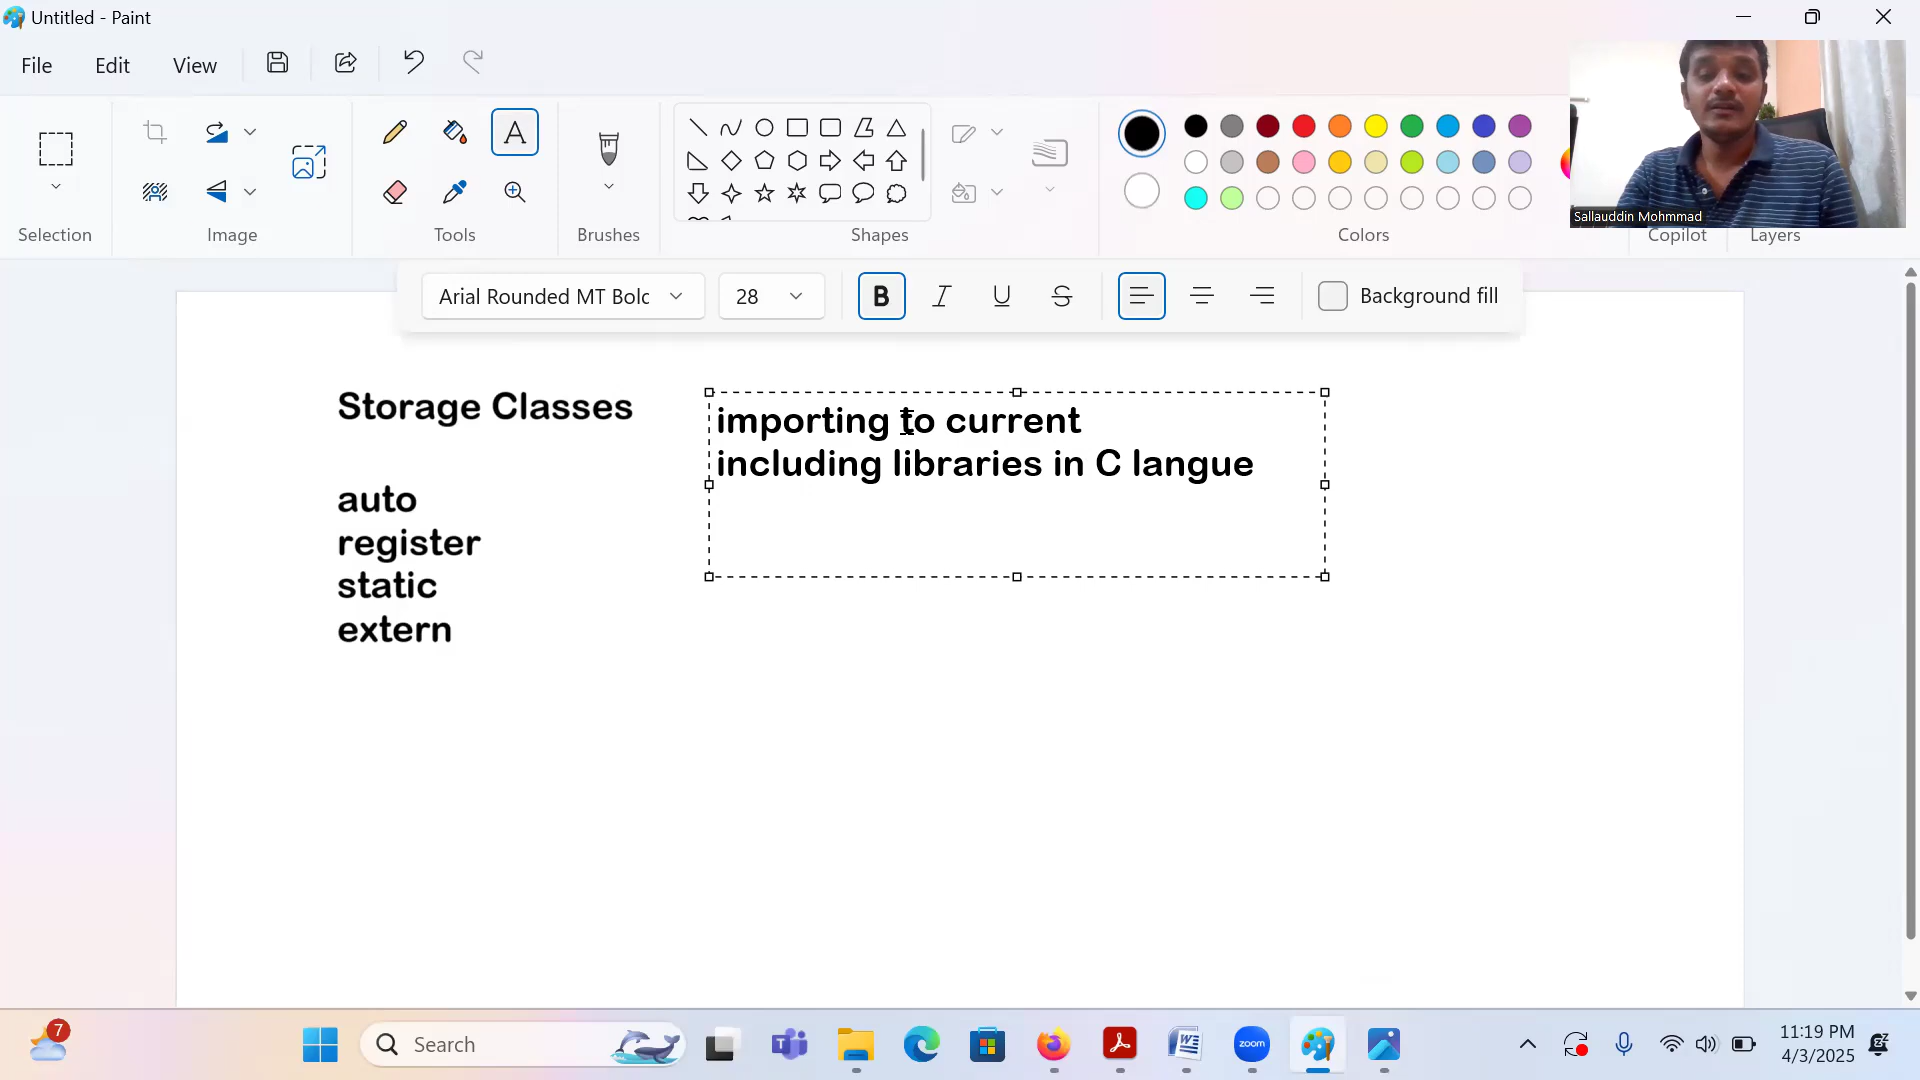 Untitled - Paint
File Edit View
Selection Image Tools Brushes Shapes Colors Copilot Layers
Sallauddin Mohmmad
Arial Rounded MT Bolc 28 B I U S Background fill
Storage Classes
auto
register
static
extern
importing to current
including libraries in C langue
7
Search
zoom
11:19 PM
4/3/2025